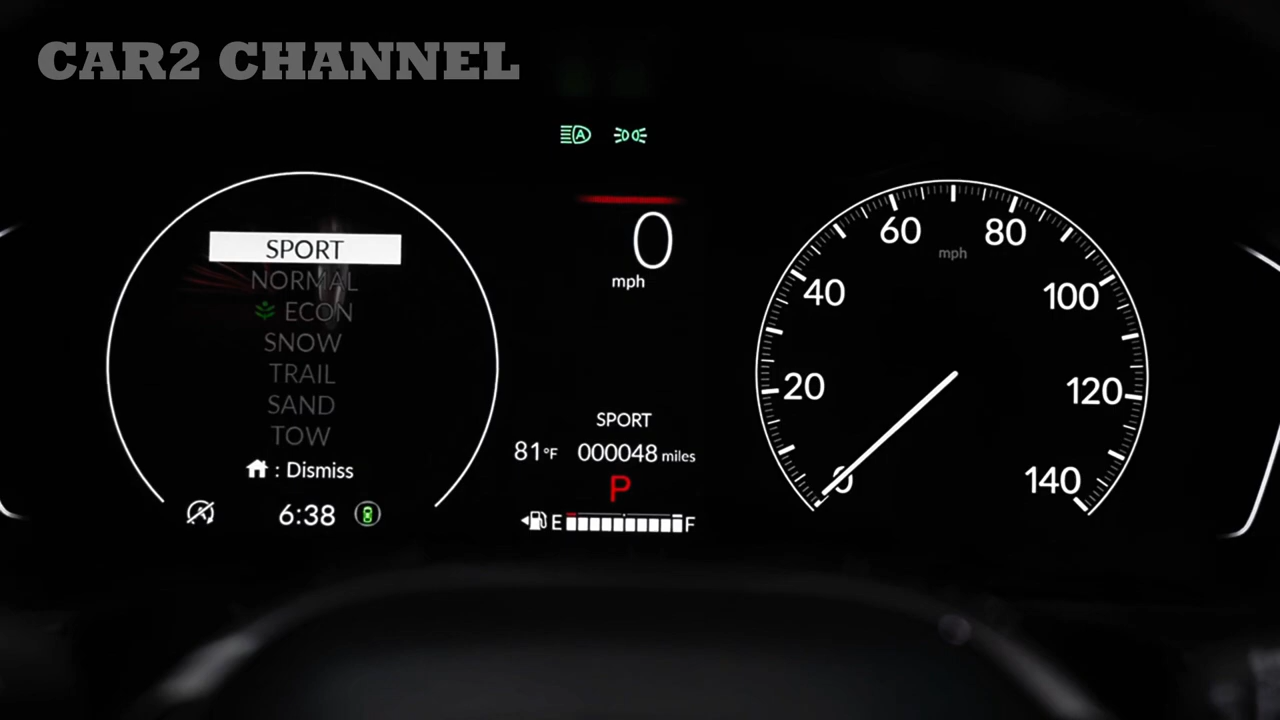 CAR2 CHANNEL
SPORT
NORMAL
ECON
SNOW
TRAIL
SAND
TOW
: Dismiss
6:38
A
0
mph
SPORT
81°F 000048 miles
P
E F
0
20
40
60
80
100
120
140
mph